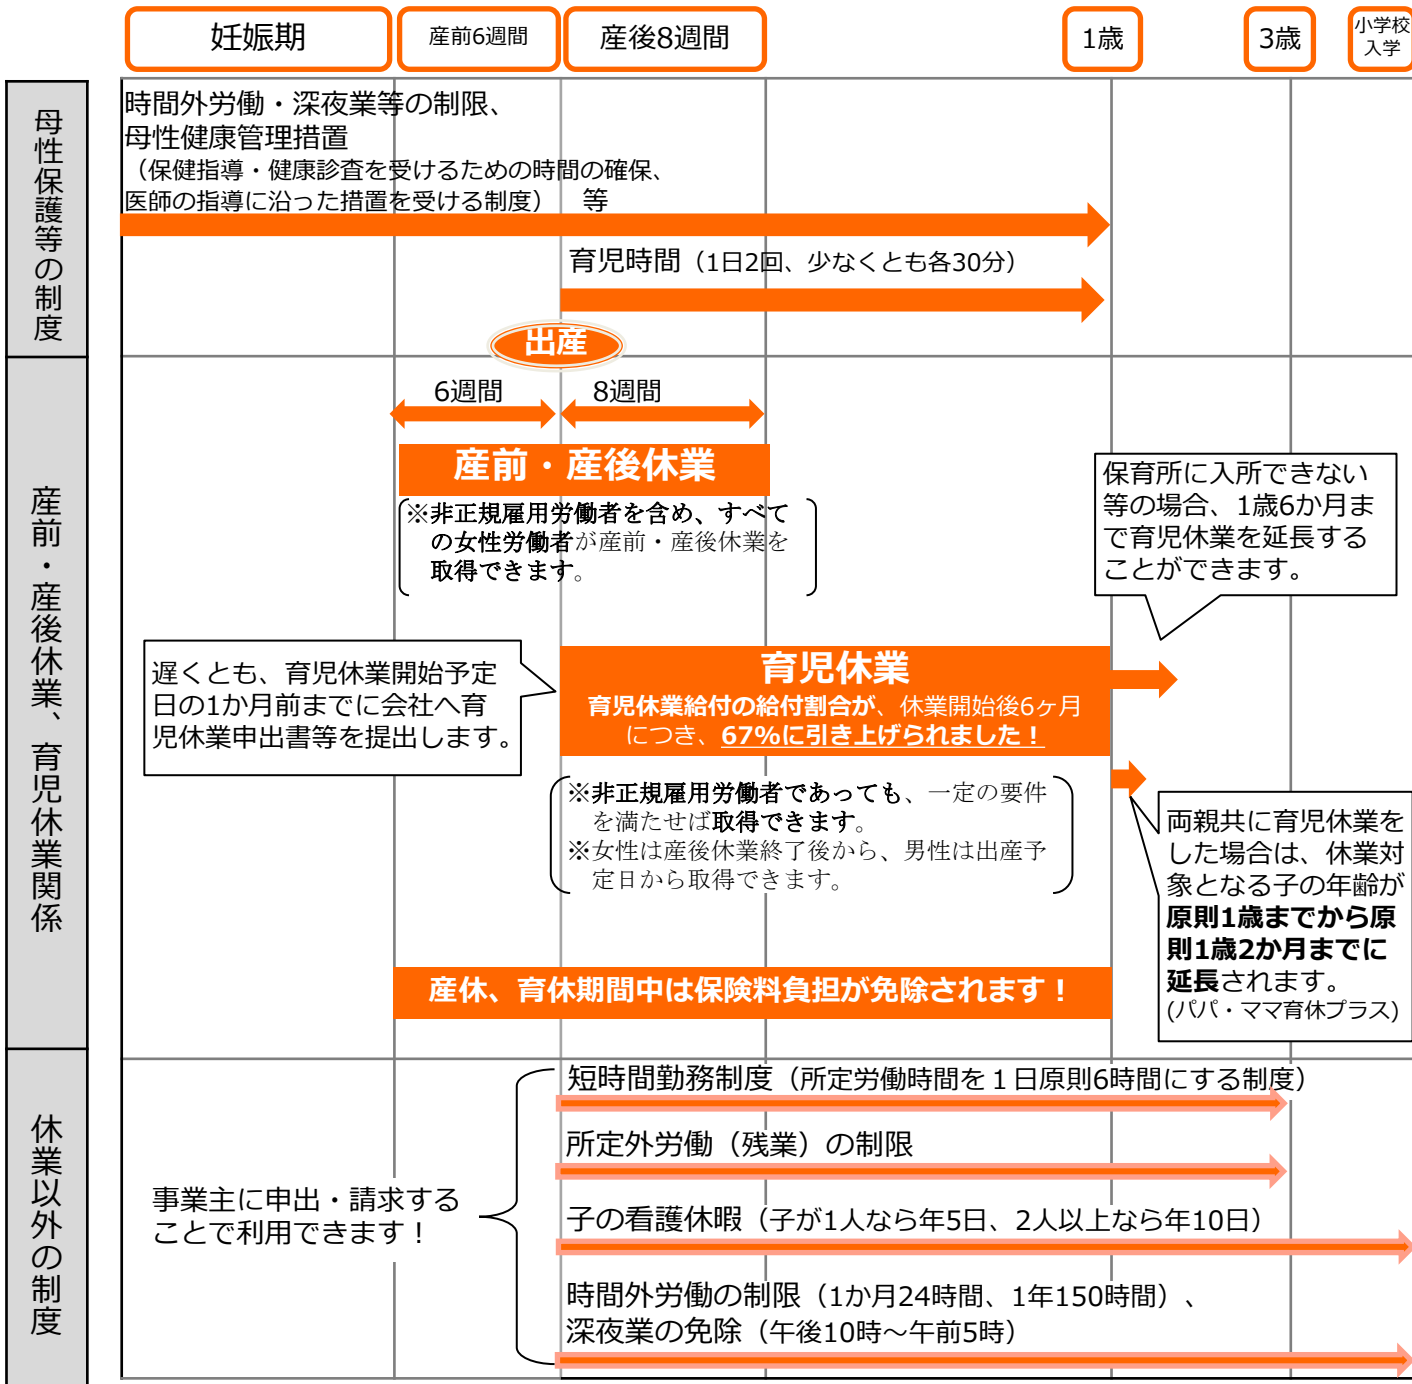 妊娠期
産前6週間
産後8週間
1歳
3歳
小学校
入学
母性保護等の制度
時間外労働・深夜業等の制限、
母性健康管理措置
（保健指導・健康診査を受けるための時間の確保、
医師の指導に沿った措置を受ける制度） 等
育児時間（1日2回、少なくとも各30分）
出産
産前・産後休業、育児休業関係
6週間
8週間
産前・産後休業
※非正規雇用労働者を含め、すべて
の女性労働者が産前・産後休業を
取得できます。
保育所に入所できない
等の場合、1歳6か月ま
で育児休業を延長する
ことができます。
遅くとも、育児休業開始予定
日の1か月前までに会社へ育
児休業申出書等を提出します。
育児休業
育児休業給付の給付割合が、休業開始後6ヶ月
につき、67%に引き上げられました！
※非正規雇用労働者であっても、一定の要件
を満たせば取得できます。
※女性は産後休業終了後から、男性は出産予
定日から取得できます。
両親共に育児休業を
した場合は、休業対
象となる子の年齢が
原則1歳までから原
則1歳2か月までに
延長されます。
(パパ・ママ育休プラス)
産休、育休期間中は保険料負担が免除されます！
休業以外の制度
事業主に申出・請求する
ことで利用できます！
短時間勤務制度（所定労働時間を１日原則6時間にする制度）
所定外労働（残業）の制限
子の看護休暇（子が1人なら年5日、2人以上なら年10日）
時間外労働の制限（1か月24時間、1年150時間）、
深夜業の免除（午後10時～午前5時）